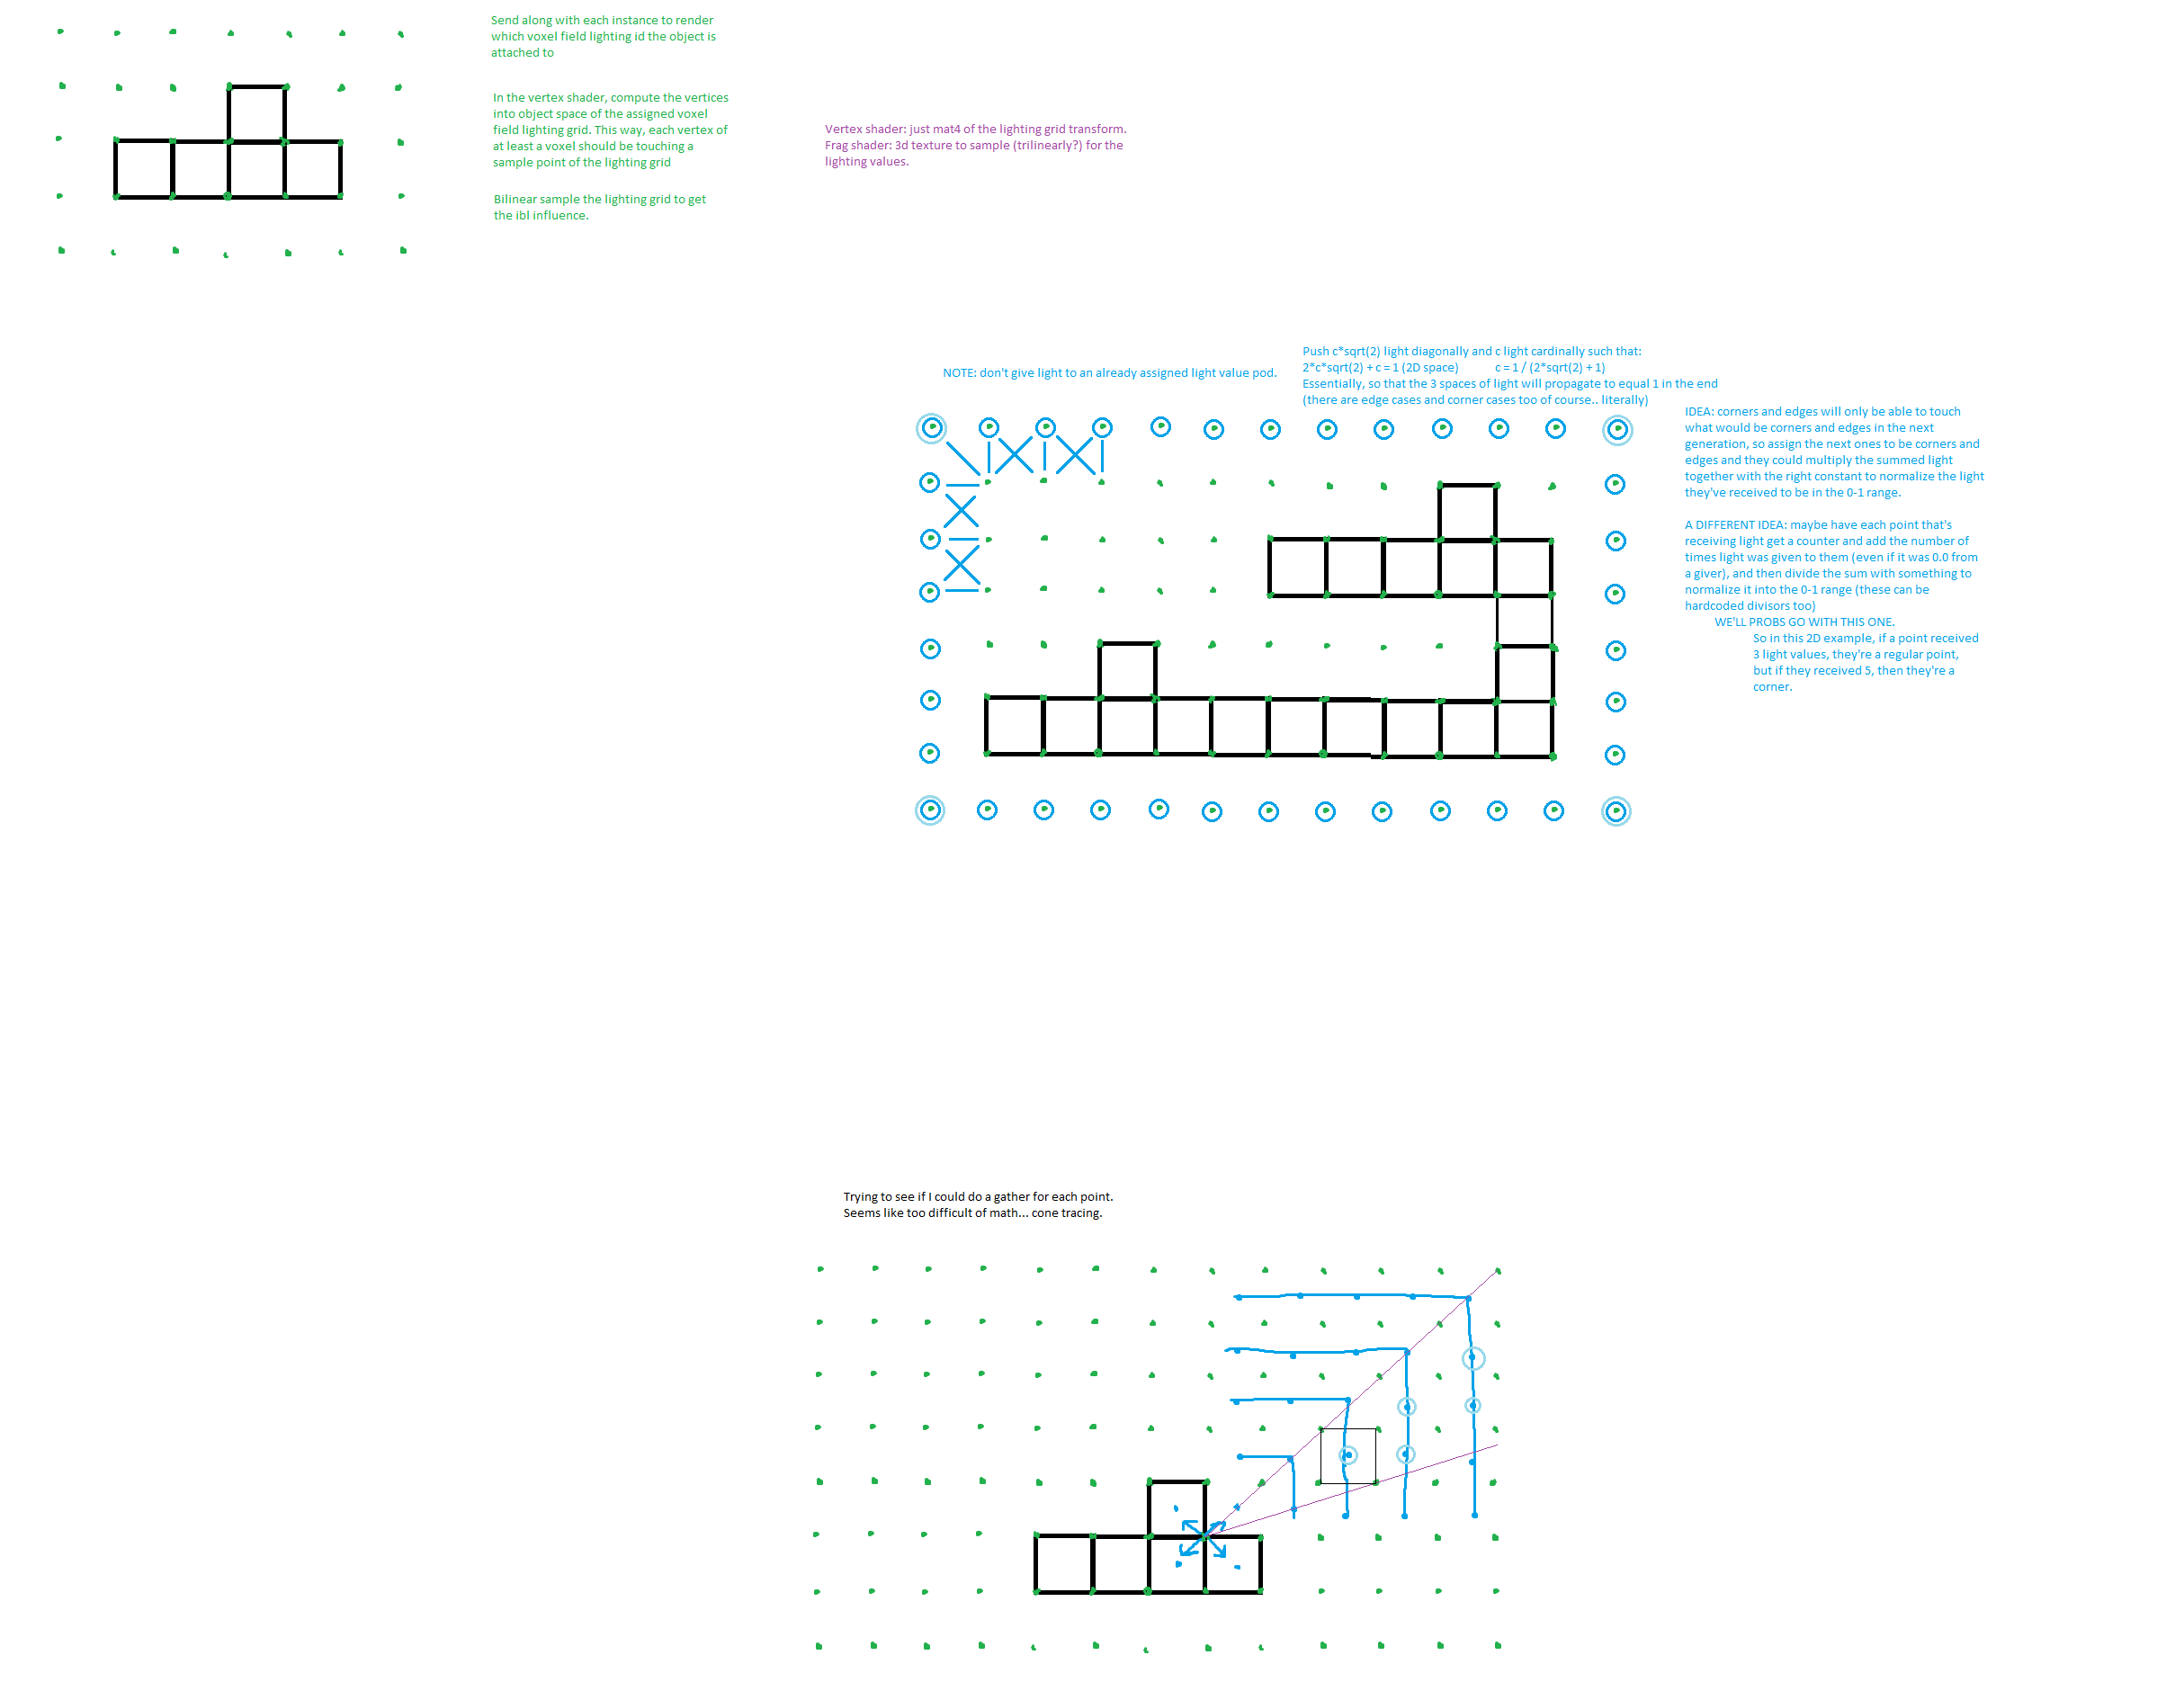 Send along with each instance to render
which voxel field lighting id the object is
attached to
In the vertex shader, compute the vertices
into object space of the assigned voxel
field lighting grid. This way, each vertex of
at least a voxel should be touching a
sample point of the lighting grid
Bilinear sample the lighting grid to get
the ibl influence.
Vertex shader: just mat4 of the lighting grid transform.
Frag shader: 3d texture to sample (trilinearly?) for the
lighting values.
NOTE: don't give light to an already assigned light value pod.
Push c*sqrt(2) light diagonally and c light cardinally such that:
2*c*sqrt(2) + c = 1 (2D space) c = 1 / (2*sqrt(2) + 1)
Essentially, so that the 3 spaces of light will propagate to equal 1 in the end
(there are edge cases and corner cases too of course.. literally)
IDEA: corners and edges will only be able to touch
what would be corners and edges in the next
generation, so assign the next ones to be corners and
edges and they could multiply the summed light
together with the right constant to normalize the light
they've received to be in the 0-1 range.
A DIFFERENT IDEA: maybe have each point that's
receiving light get a counter and add the number of
times light was given to them (even if it was 0.0 from
a giver), and then divide the sum with something to
normalize it into the 0-1 range (these can be
hardcoded divisors too)
WE'LL PROBS GO WITH THIS ONE.
So in this 2D example, if a point received
3 light values, they're a regular point,
but if they received 5, then they're a
corner.
Trying to see if I could do a gather for each point.
Seems like too difficult of math... cone tracing.